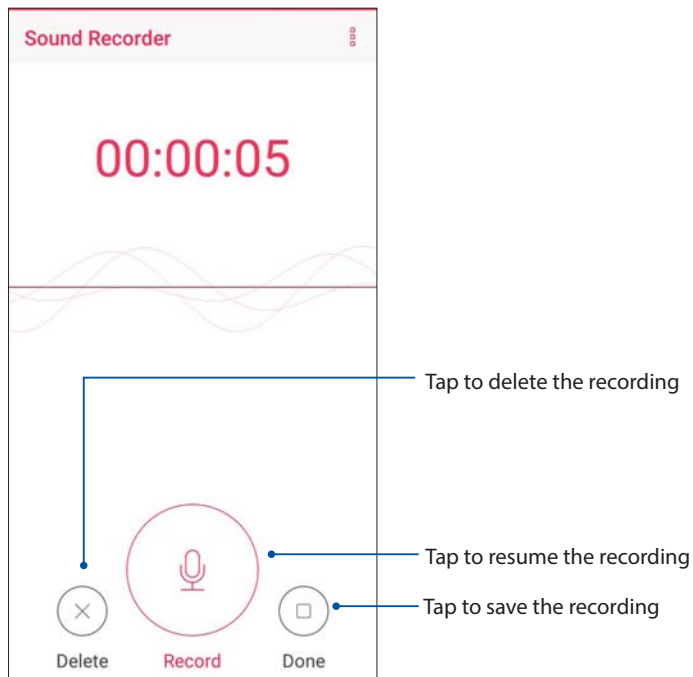 Sound Recorder
00:00:05
Tap to delete the recording
Tap to resume the recording
Tap to save the recording
Delete Record Done